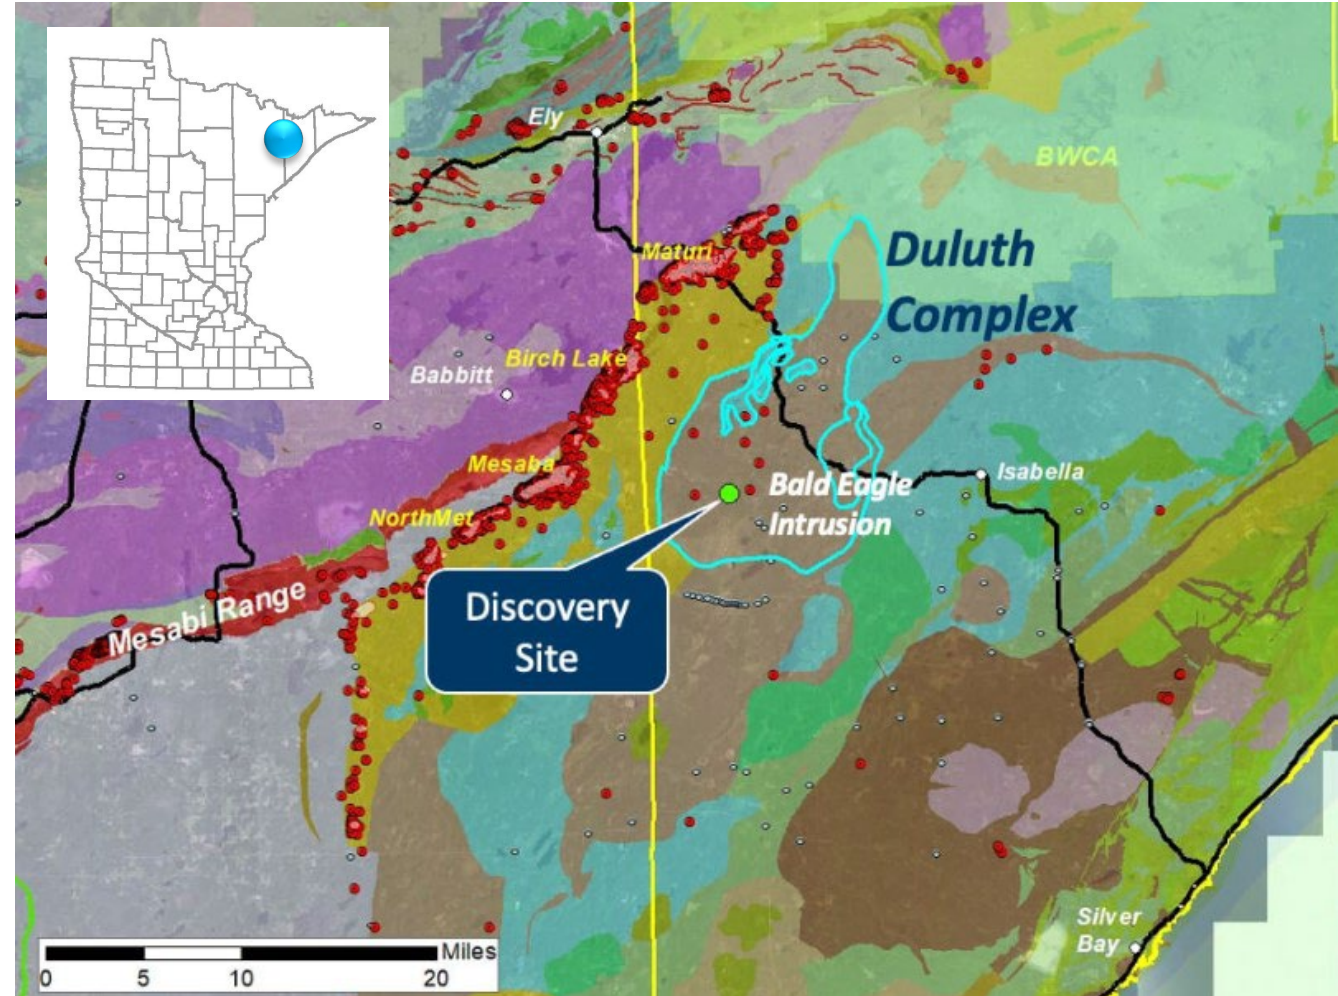 Ely
BWCA
Maturi
Duluth
Complex
Birch Lake
Babbitt
Mesaba
Bald Eagle
Intrusion
Isabella
NorthMet
Discovery
Site
Mesabi Range
Silver
Bay
Miles
0 5 10 20